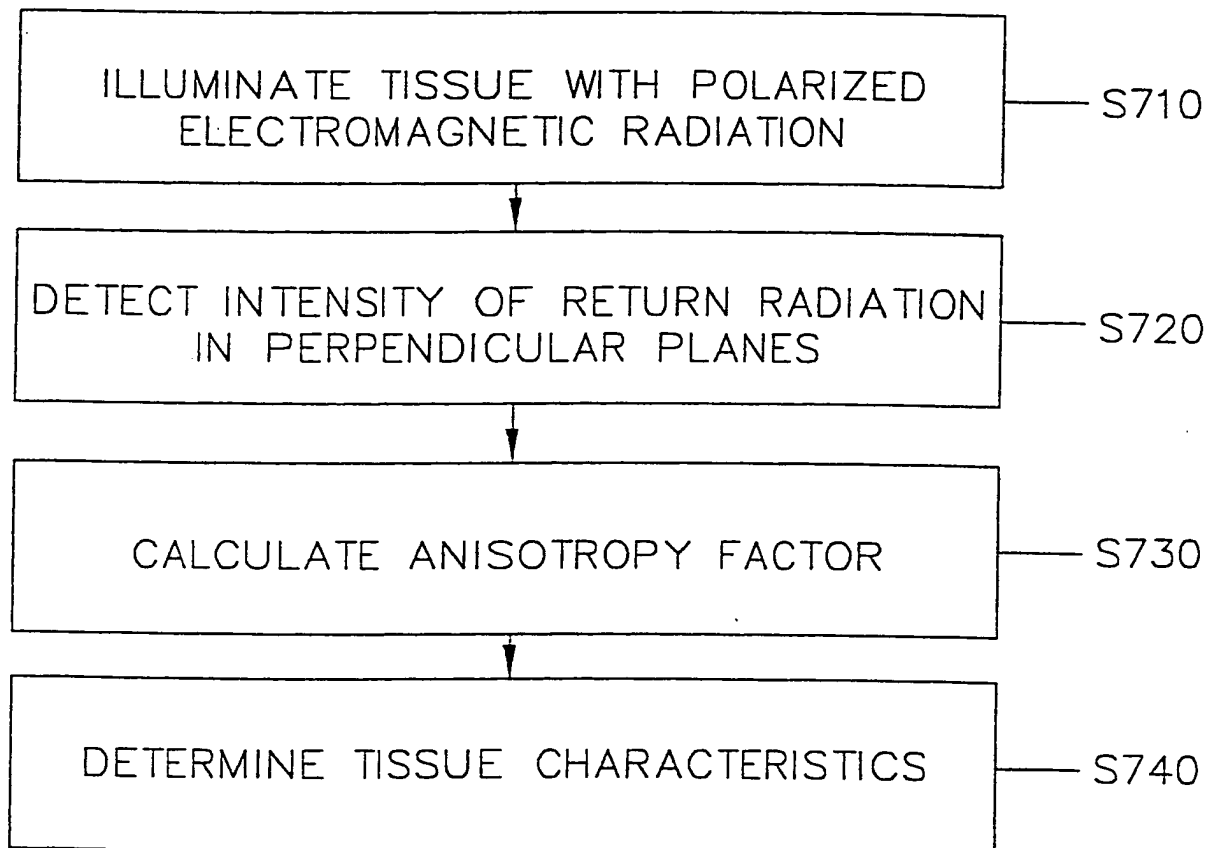 ILLUMINATE TISSUE WITH POLARIZED
ELECTROMAGNETIC RADIATION
S710
DETECT INTENSITY OF RETURN RADIATION
IN PERPENDICULAR PLANES
S720
CALCULATE ANISOTROPY FACTOR
S730
DETERMINE TISSUE CHARACTERISTICS
S740